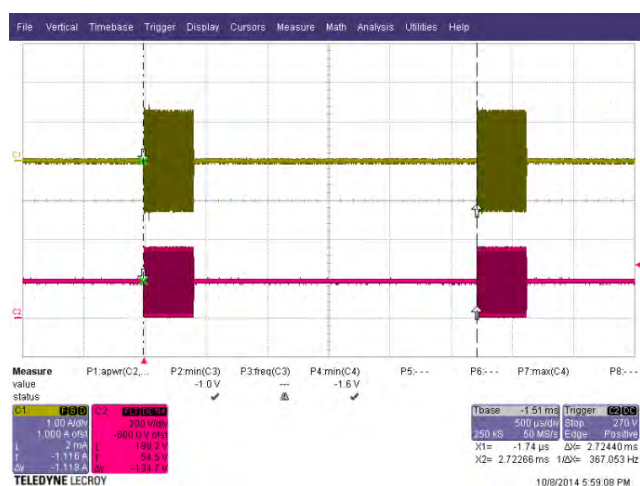 File Vertical Timebase Trigger Display Cursors Measure Math Analysis Utilities Help
C1
C2
Measure P1:apwr(C2,... P2:min(C3) P3:freq(C3) P4:min(C4) P5:--- P6:--- P7:max(C4) P8:---
value -1.0 V --- -1.6 V
status
C1 C2 Tbase -1.51 ms Trigger C2 DC
1.00 A/div 200 V/div 500 µs/div Stop 270 V
1.000 A ofst -600.0 V ofst 250 kS 50 MS/s Edge Positive
2 mA 189.2 V X1= -1.74 µs ΔX= 2.72440 ms
-1.116 A 54.5 V X2= 2.72266 ms 1/ΔX= 367.053 Hz
Δy -1.118 A Δy -134.7 V
TELEDYNE LECROY 10/8/2014 5:59:08 PM